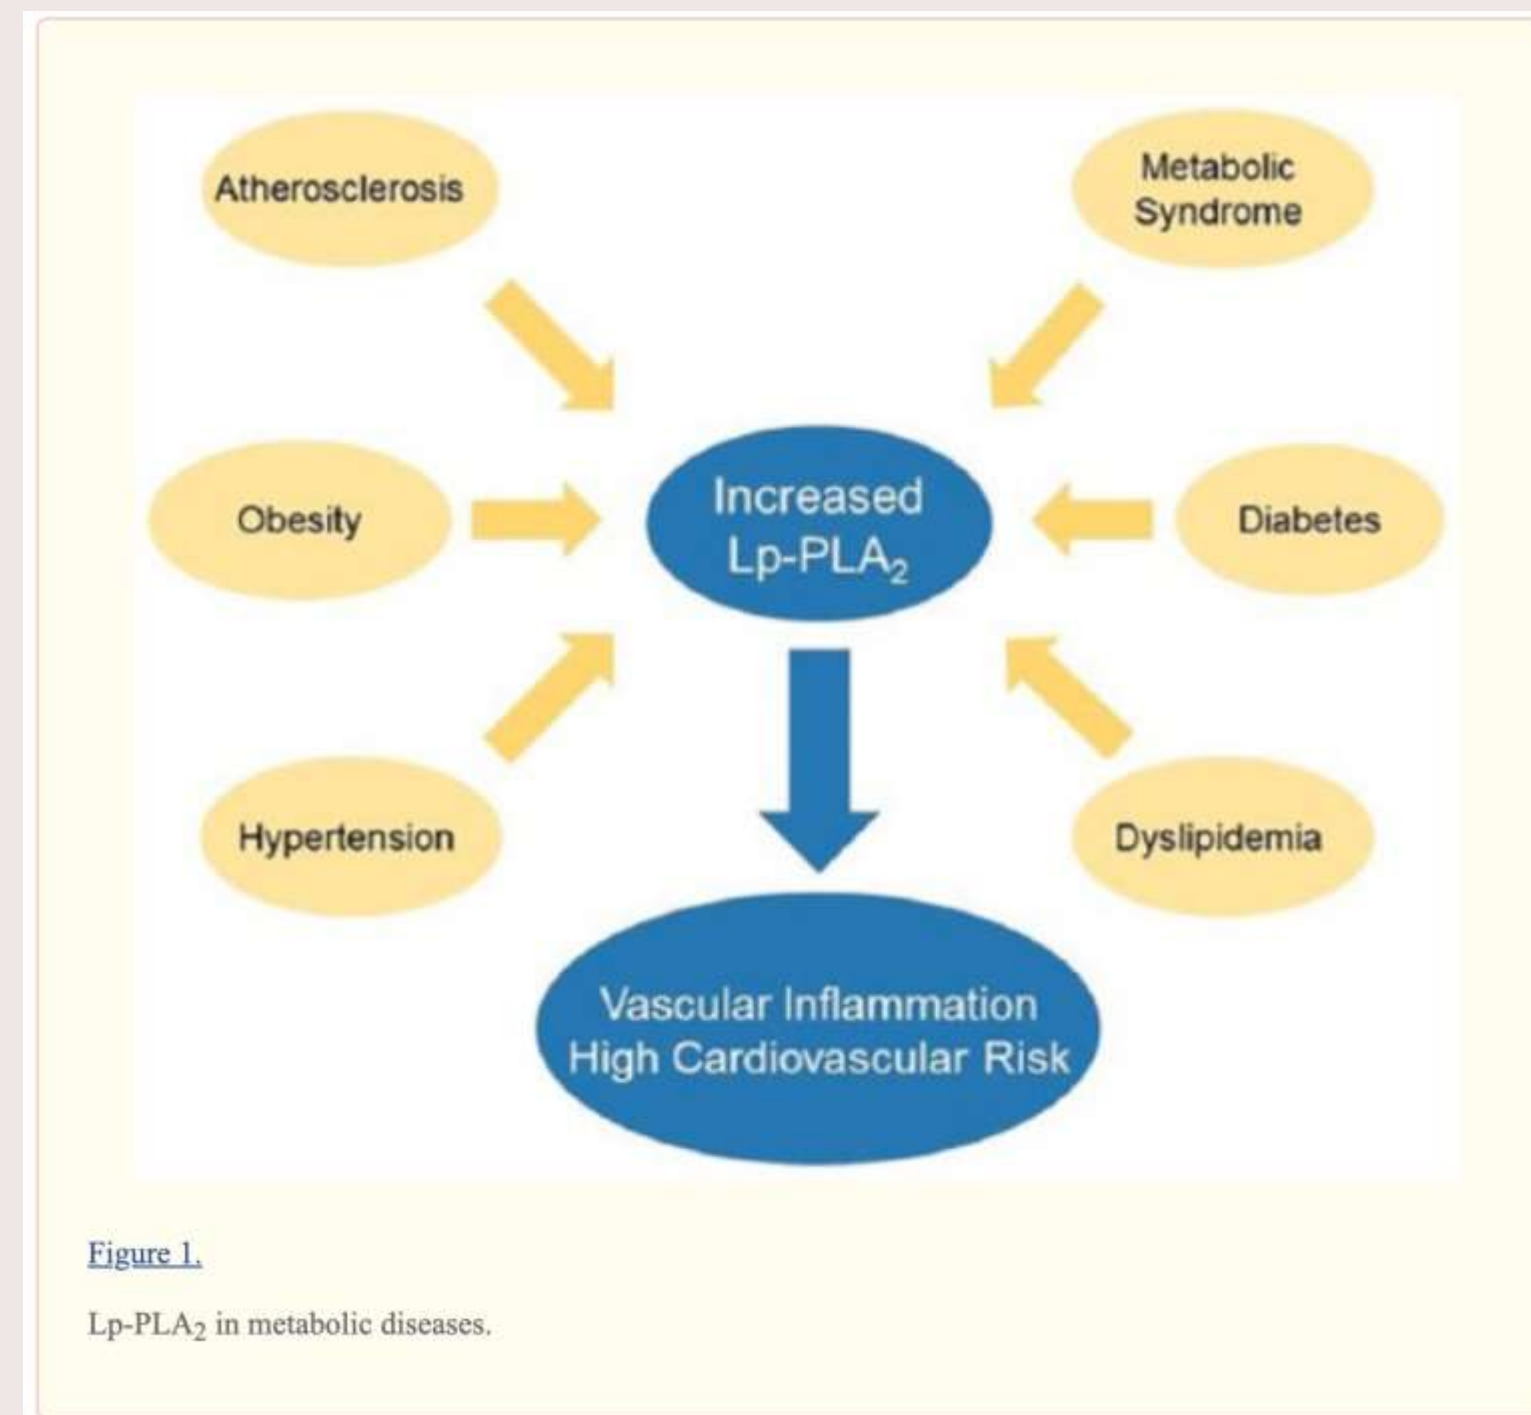 Atherosclerosis
Metabolic
Syndrome
Increased
Lp-PLA₂
Obesity
Diabetes
Hypertension
Dyslipidemia
Vascular Inflammation
High Cardiovascular Risk
Figure 1.
Lp-PLA₂ in metabolic diseases.